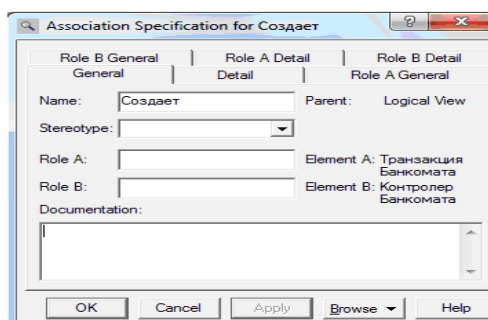 Association Specification for Создает
Role B General Role A Detail Role B Detail
General Detail Role A General
Name: Создает Parent: Logical View
Stereotype:
Role A: Element A: Транзакция
Банкомата
Role B: Element B: Контролер
Банкомата
Documentation:
OK Cancel Apply Browse Help